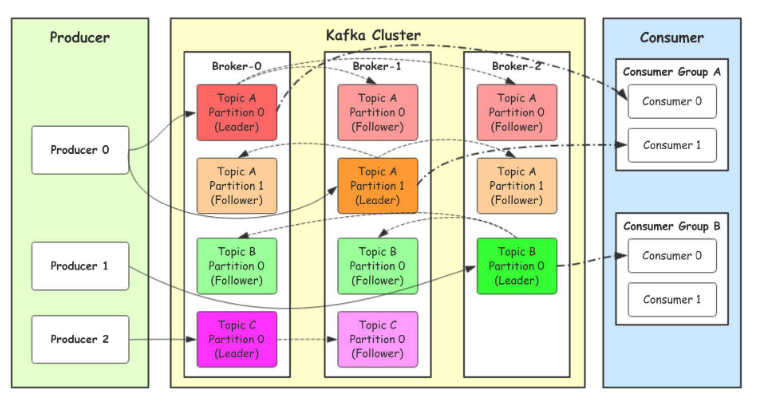 Producer
Kafka Cluster
Consumer
Broker-0
Broker-1
Broker-2
Producer 0
Producer 1
Producer 2
Topic A
Partition 0
(Leader)
Topic A
Partition 0
(Follower)
Topic A
Partition 0
(Follower)
Topic A
Partition 1
(Follower)
Topic A
Partition 1
(Leader)
Topic A
Partition 1
(Follower)
Topic B
Partition 0
(Follower)
Topic B
Partition 0
(Follower)
Topic B
Partition 0
(Leader)
Topic C
Partition 0
(Leader)
Topic C
Partition 0
(Follower)
Consumer Group A
Consumer 0
Consumer 1
Consumer Group B
Consumer 0
Consumer 1